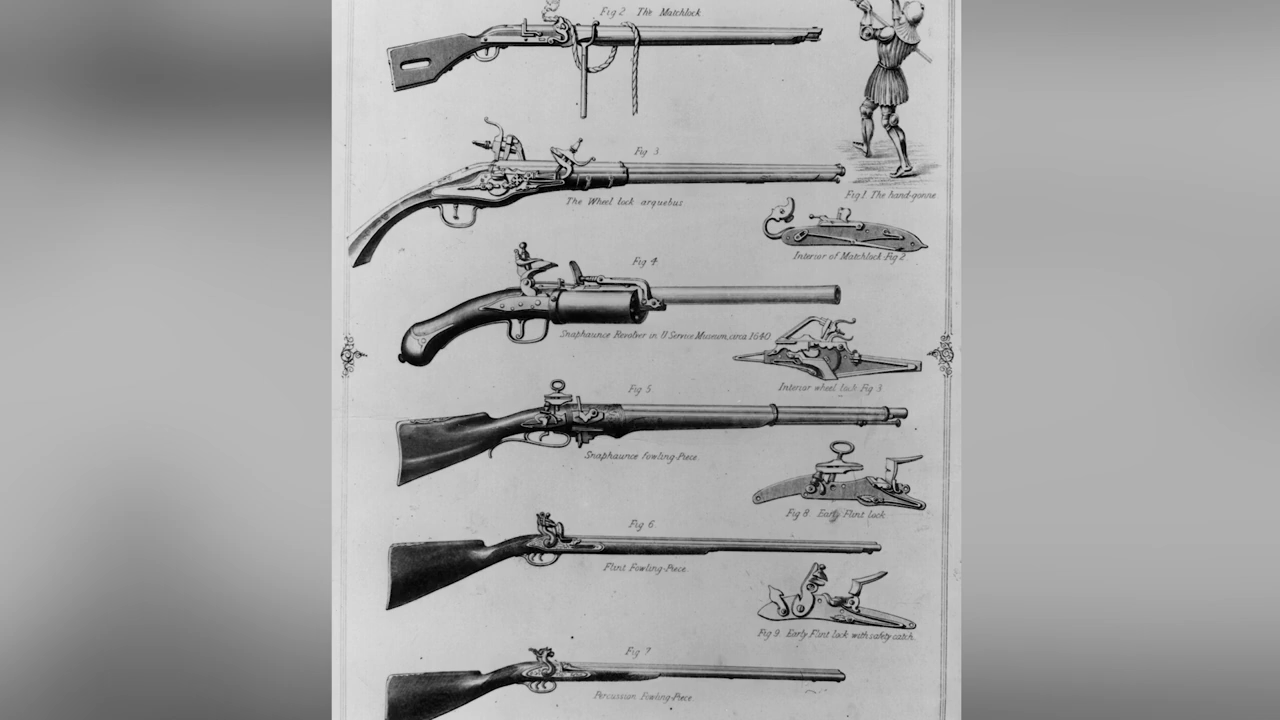 Fig 2 The Matchlock
Fig 3
Fig 1. The hand-gonne
The Wheel lock arquebus
Interior of Matchlock Fig 2
Fig 4
Snaphaunce Revolver in U Service Museum, circa 1640
Interior wheel lock Fig 3
Fig 5.
Snaphaunce fowling-Piece.
Fig 8. Early Flint lock
Fig 6.
Flint Fowling-Piece.
Fig 9. Early Flint lock with safety catch.
Fig 7
Percussion Fowling-Piece.